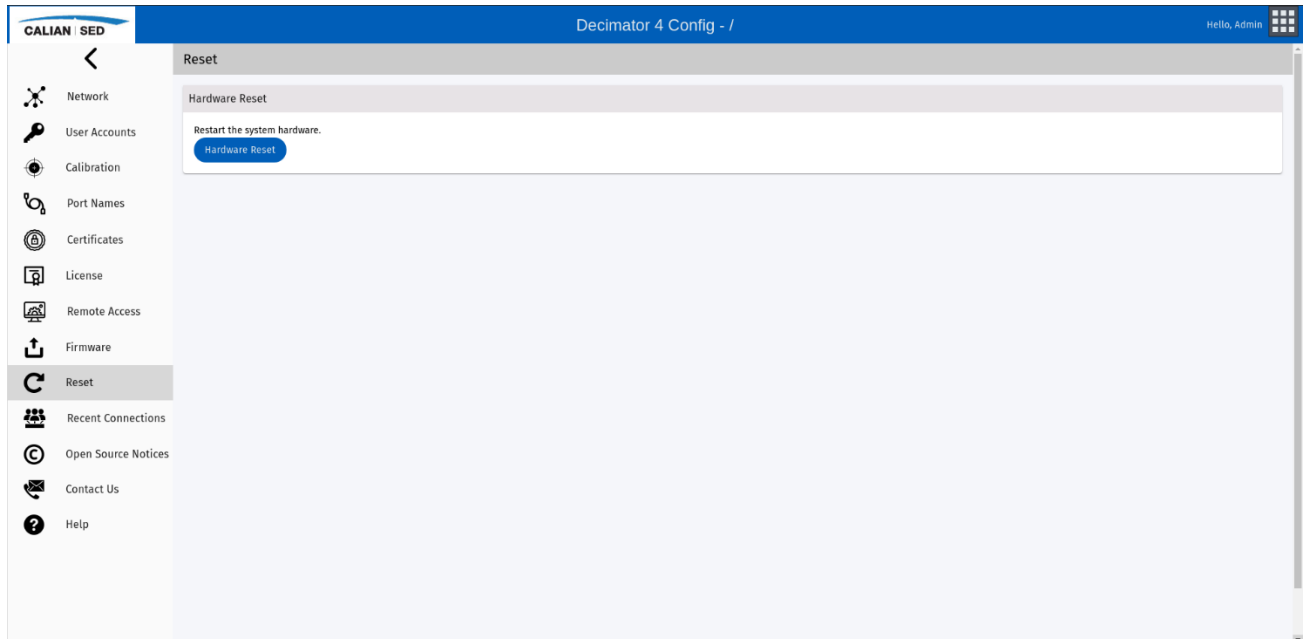 CALIAN SED
Decimator 4 Config - /
Hello, Admin
Reset
Network
Hardware Reset
User Accounts
Restart the system hardware.
Hardware Reset
Calibration
Port Names
Certificates
License
Remote Access
Firmware
Reset
Recent Connections
Open Source Notices
Contact Us
Help